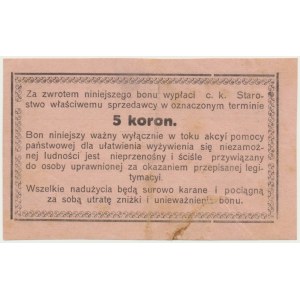 Za zwrotem niniejszego bonu wypłaci c. k. Staro-
stwo właściwemu sprzedawcy w oznaczonym terminie
5 koron.
Bon niniejszy ważny wyłącznie w toku akcyi pomocy
państwowej dla ułatwienia wyżywienia się niezamo-
żnej ludności jest nieprzenośny i ściśle przywiązany
do osoby uprawnionej za okazaniem przepisanej legi-
tymacyi.
Wszelkie nadużycia będą surowo karane i pociągną
za sobą utratę zniżki i unieważnienie bonu.